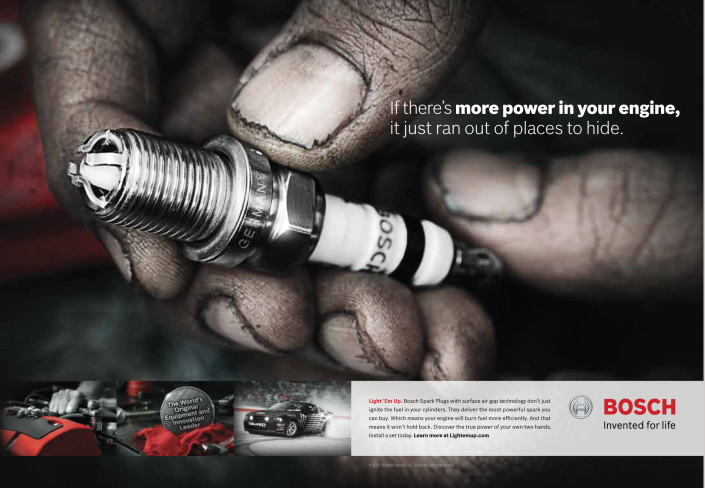 If there's more power in your engine,
it just ran out of places to hide.
GERMANY
BOSCH
The World's
Original
Equipment and
Innovation
Leader
Light 'Em Up. Bosch Spark Plugs with surface air gap technology don't just
ignite the fuel in your cylinders. They deliver the most powerful spark you
can buy. Which means your engine will burn fuel more efficiently. And that
means it won't hold back. Discover the true power of your own two hands.
Install a set today. Learn more at Lightemup.com
BOSCH
Invented for life